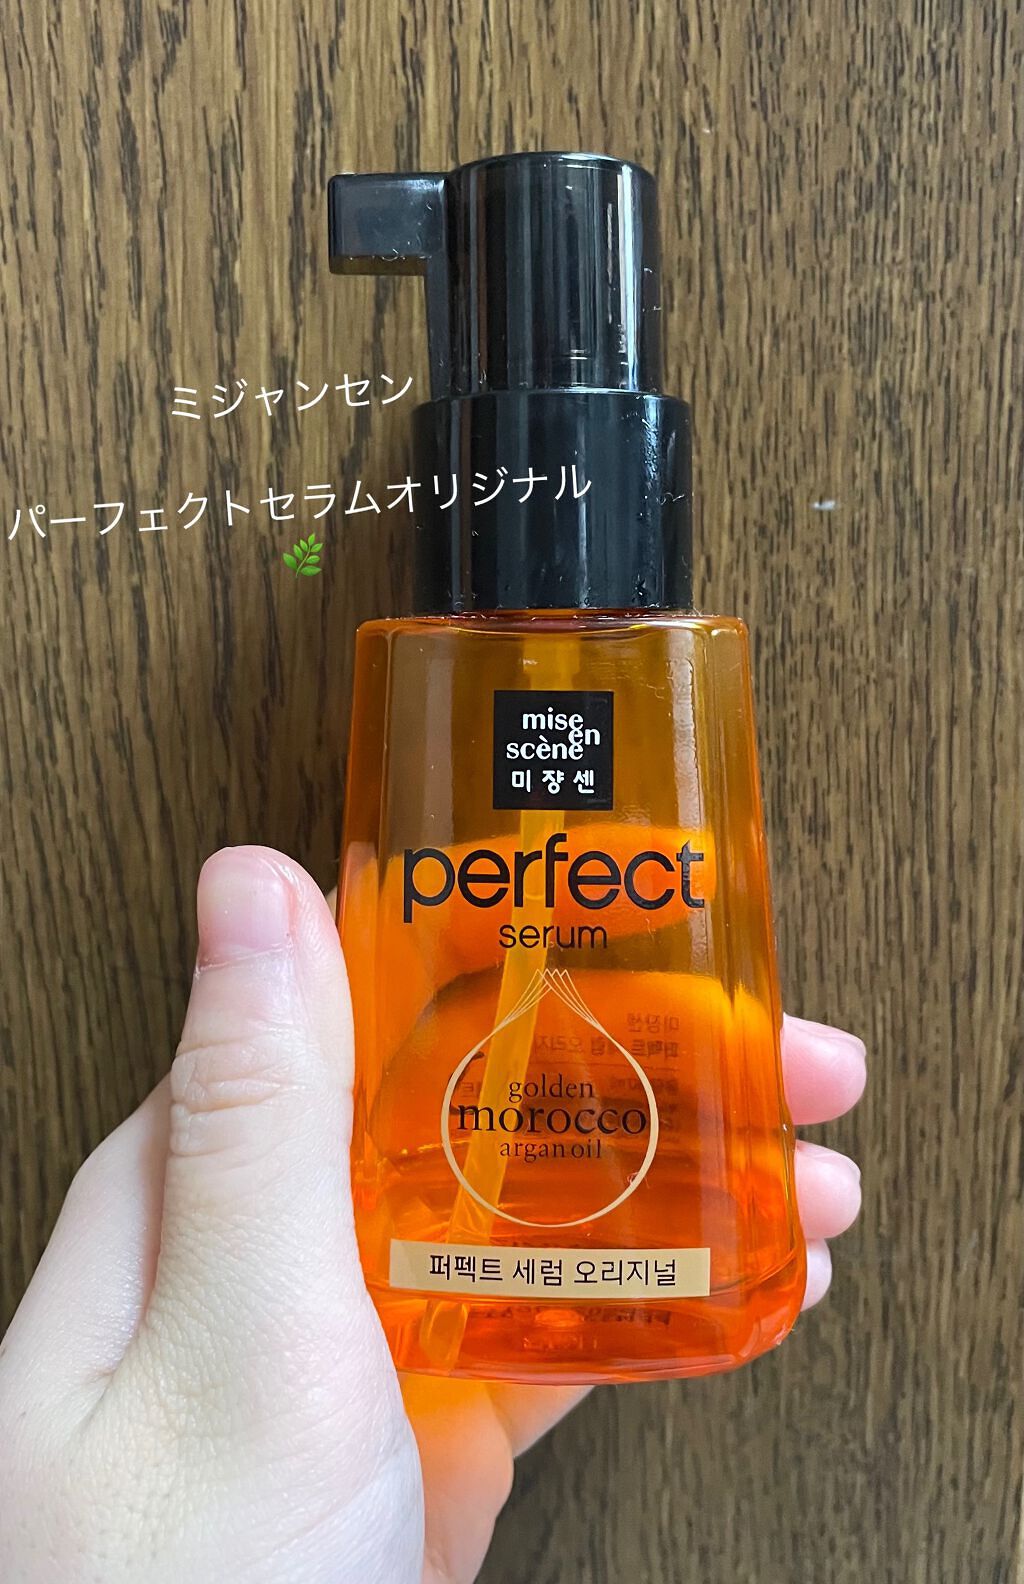 ミジャンセン
パーフェクトセラムオリジナル
🌿
mise
en
scène
미쟝센
perfect
serum
golden
morocco
argan oil
퍼펙트 세럼 오리지널